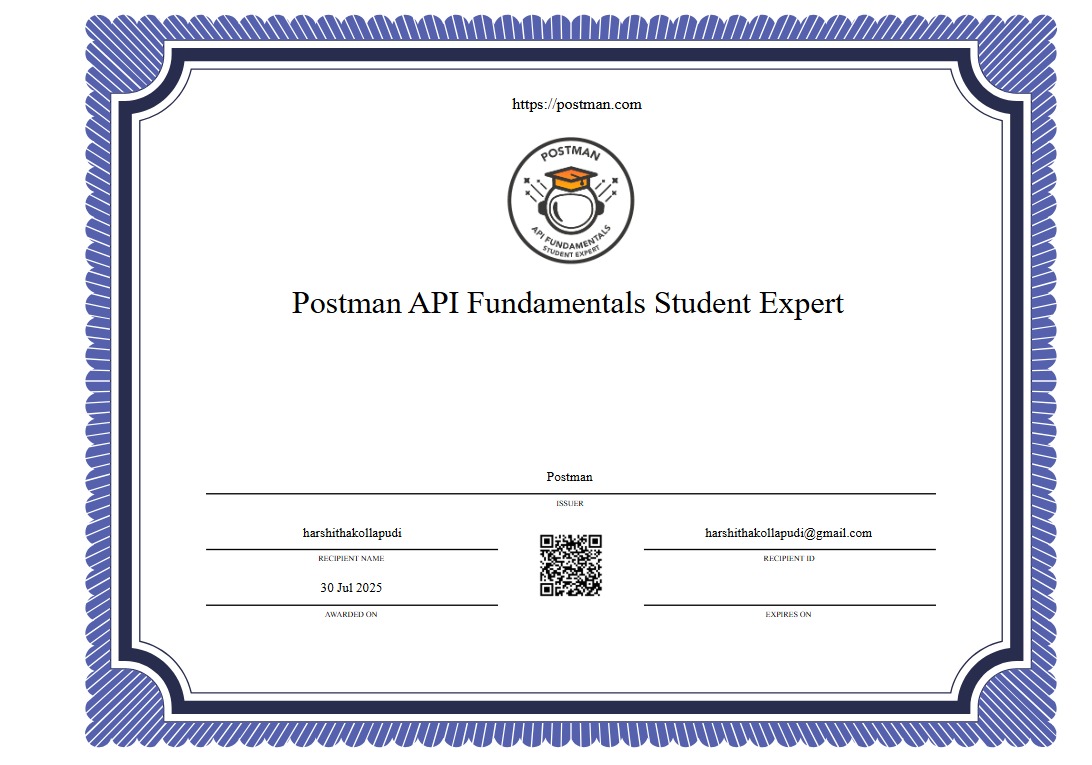 https://postman.com
POSTMAN
API FUNDAMENTALS
STUDENT EXPERT
Postman API Fundamentals Student Expert
Postman
ISSUER
harshithakollapudi
harshithakollapudi@gmail.com
RECIPIENT NAME
RECIPIENT ID
30 Jul 2025
AWARDED ON
EXPIRES ON